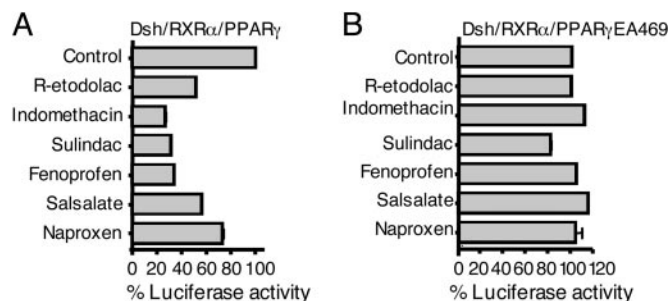 A
Dsh/RXRα/PPARγ
Control
R-etodolac
Indomethacin
Sulindac
Fenoprofen
Salsalate
Naproxen
0 20 40 60 80 100
% Luciferase activity
B
Dsh/RXRα/PPARγEA469
Control
R-etodolac
Indomethacin
Sulindac
Fenoprofen
Salsalate
Naproxen
0 20 40 60 80 100 120
% Luciferase activity